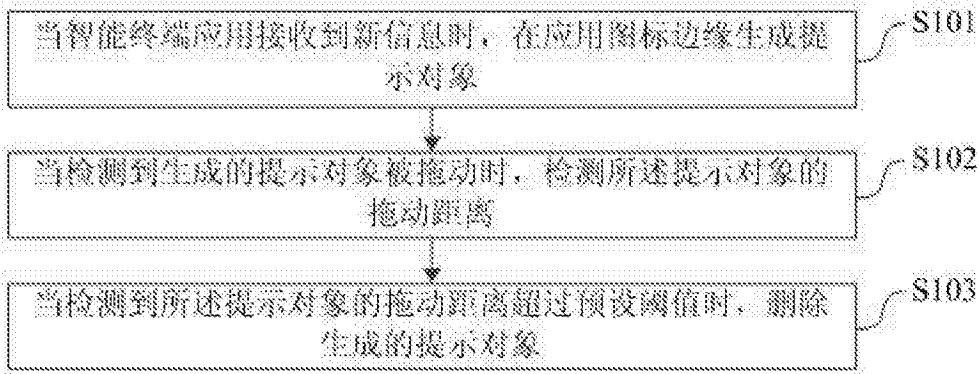 当智能终端应用接收到新信息时，在应用图标边缘生成提
示对象
S101
当检测到生成的提示对象被拖动时，检测所述提示对象的
拖动距离
S102
当检测到所述提示对象的拖动距离超过预设阈值时，删除
生成的提示对象
S103